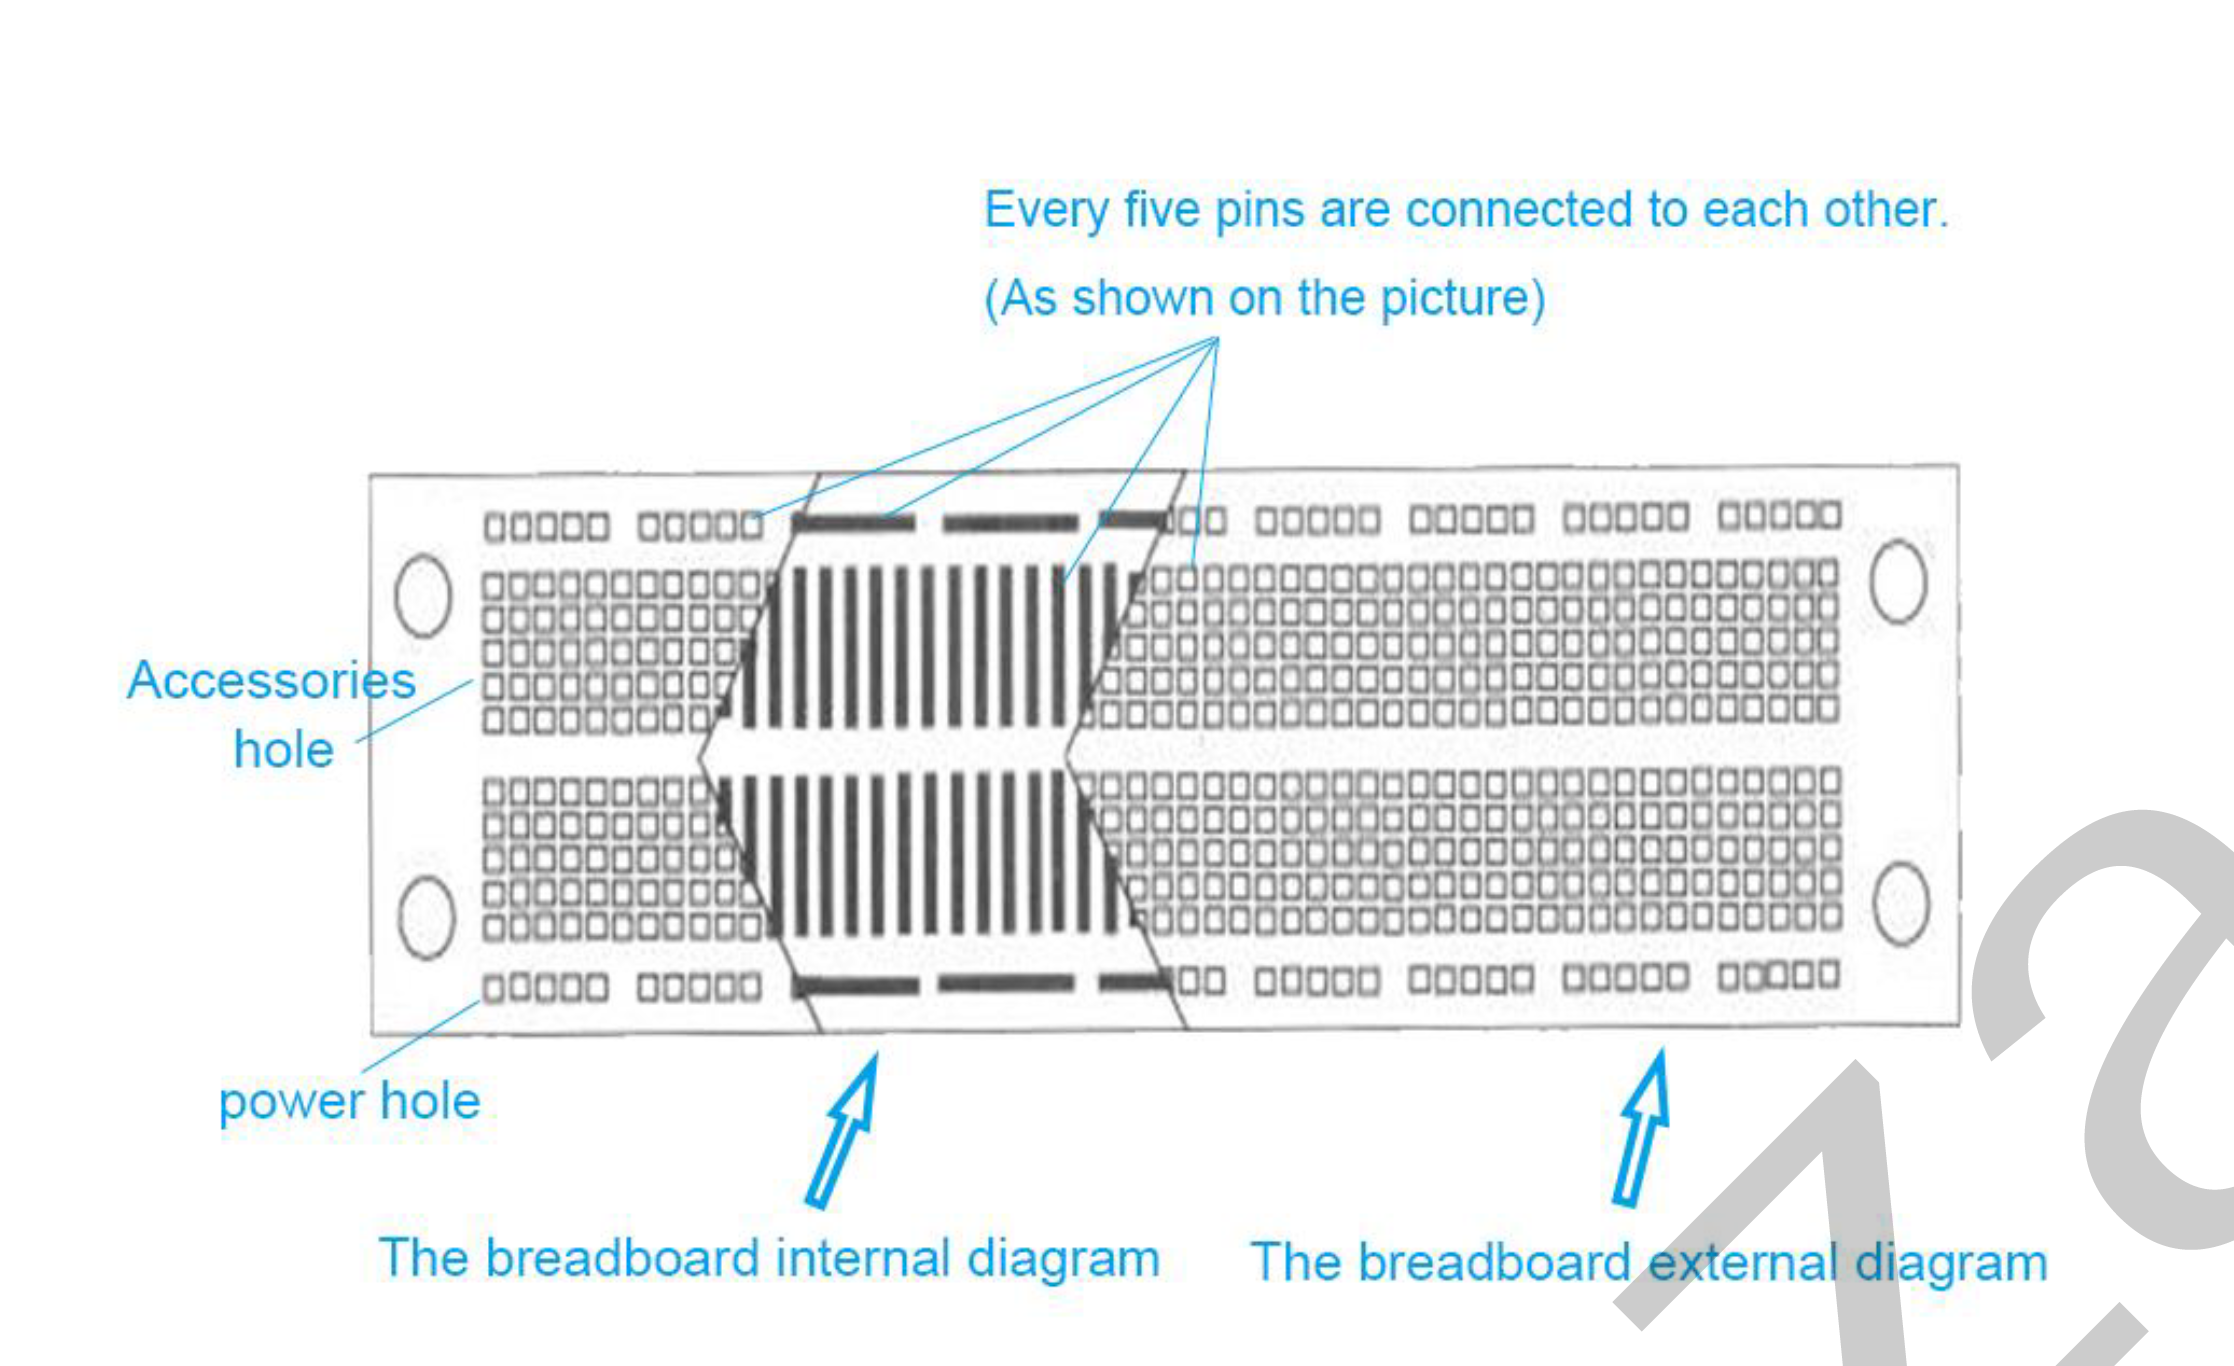 Every five pins are connected to each other.
(As shown on the picture)
Accessories
hole
power hole
The breadboard internal diagram
The breadboard external diagram